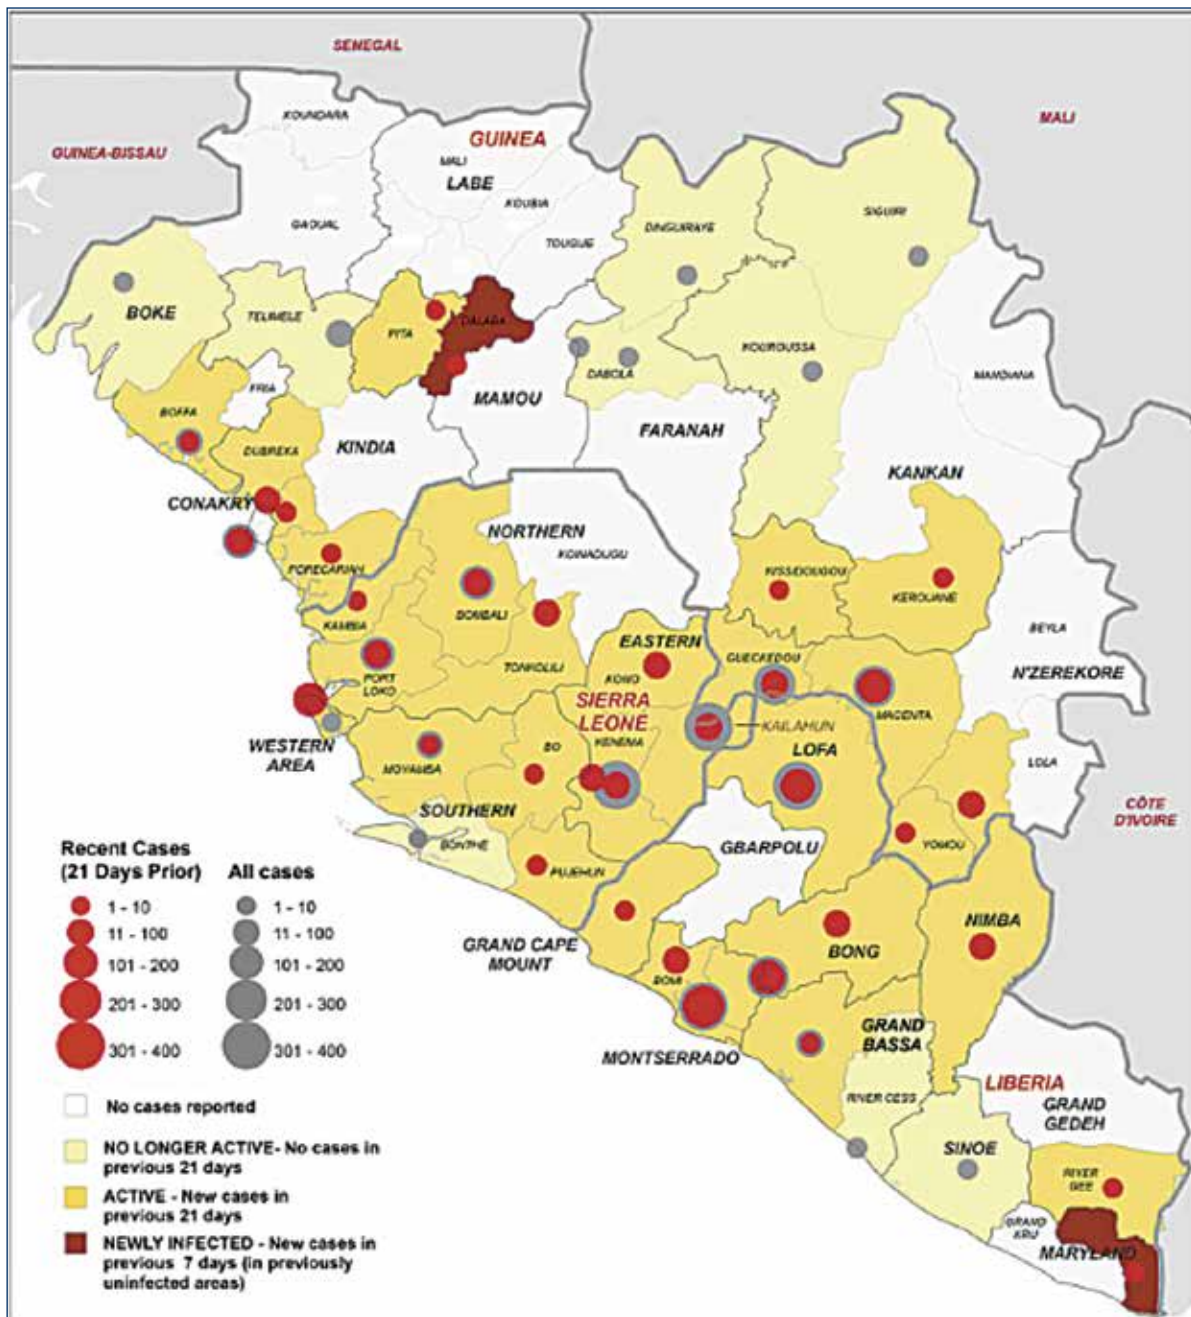 SENEGAL
MALI
GUINEA-BISSAU
KOUNDARA
GUINEA
MALI
LABE
KOUBIA
GAOUAL
TOUGUE
DINGUIRAYE
SIGUIRI
BOKE
TELIMELE
PITA
DALABA
KOUROUSSA
DABOLA
MANDIANA
FRIA
MAMOU
BOFFA
FARANAH
DUBREKA
KINDIA
KANKAN
CONAKRY
NORTHERN
KOINADUGU
FORECARIAH
KISSIDOUGOU
KEROUANE
BOMBALI
KAMBIA
BEYLA
EASTERN
GUECKEDOU
TONKOLILI
N'ZEREKORE
PORT
LOKO
KONO
SIERRA
LEONE
MACENTA
KAILAHUN
WESTERN
AREA
BO
KENEMA
LOFA
LOLA
MOYAMBA
CÔTE
D'IVOIRE
SOUTHERN
BONTHE
GBARPOLU
YOMOU
PUJEHUN
NIMBA
GRAND CAPE
MOUNT
BONG
BOMI
GRAND
BASSA
MONTSERRADO
LIBERIA
RIVER CESS
GRAND
GEDEH
SINOE
RIVER
GEE
GRAND
KRU
MARYLAND
Recent Cases
(21 Days Prior)
All cases
1 - 10
1 - 10
11 - 100
11 - 100
101 - 200
101 - 200
201 - 300
201 - 300
301 - 400
301 - 400
No cases reported
NO LONGER ACTIVE- No cases in
previous 21 days
ACTIVE - New cases in
previous 21 days
NEWLY INFECTED - New cases in
previous 7 days (in previously
uninfected areas)